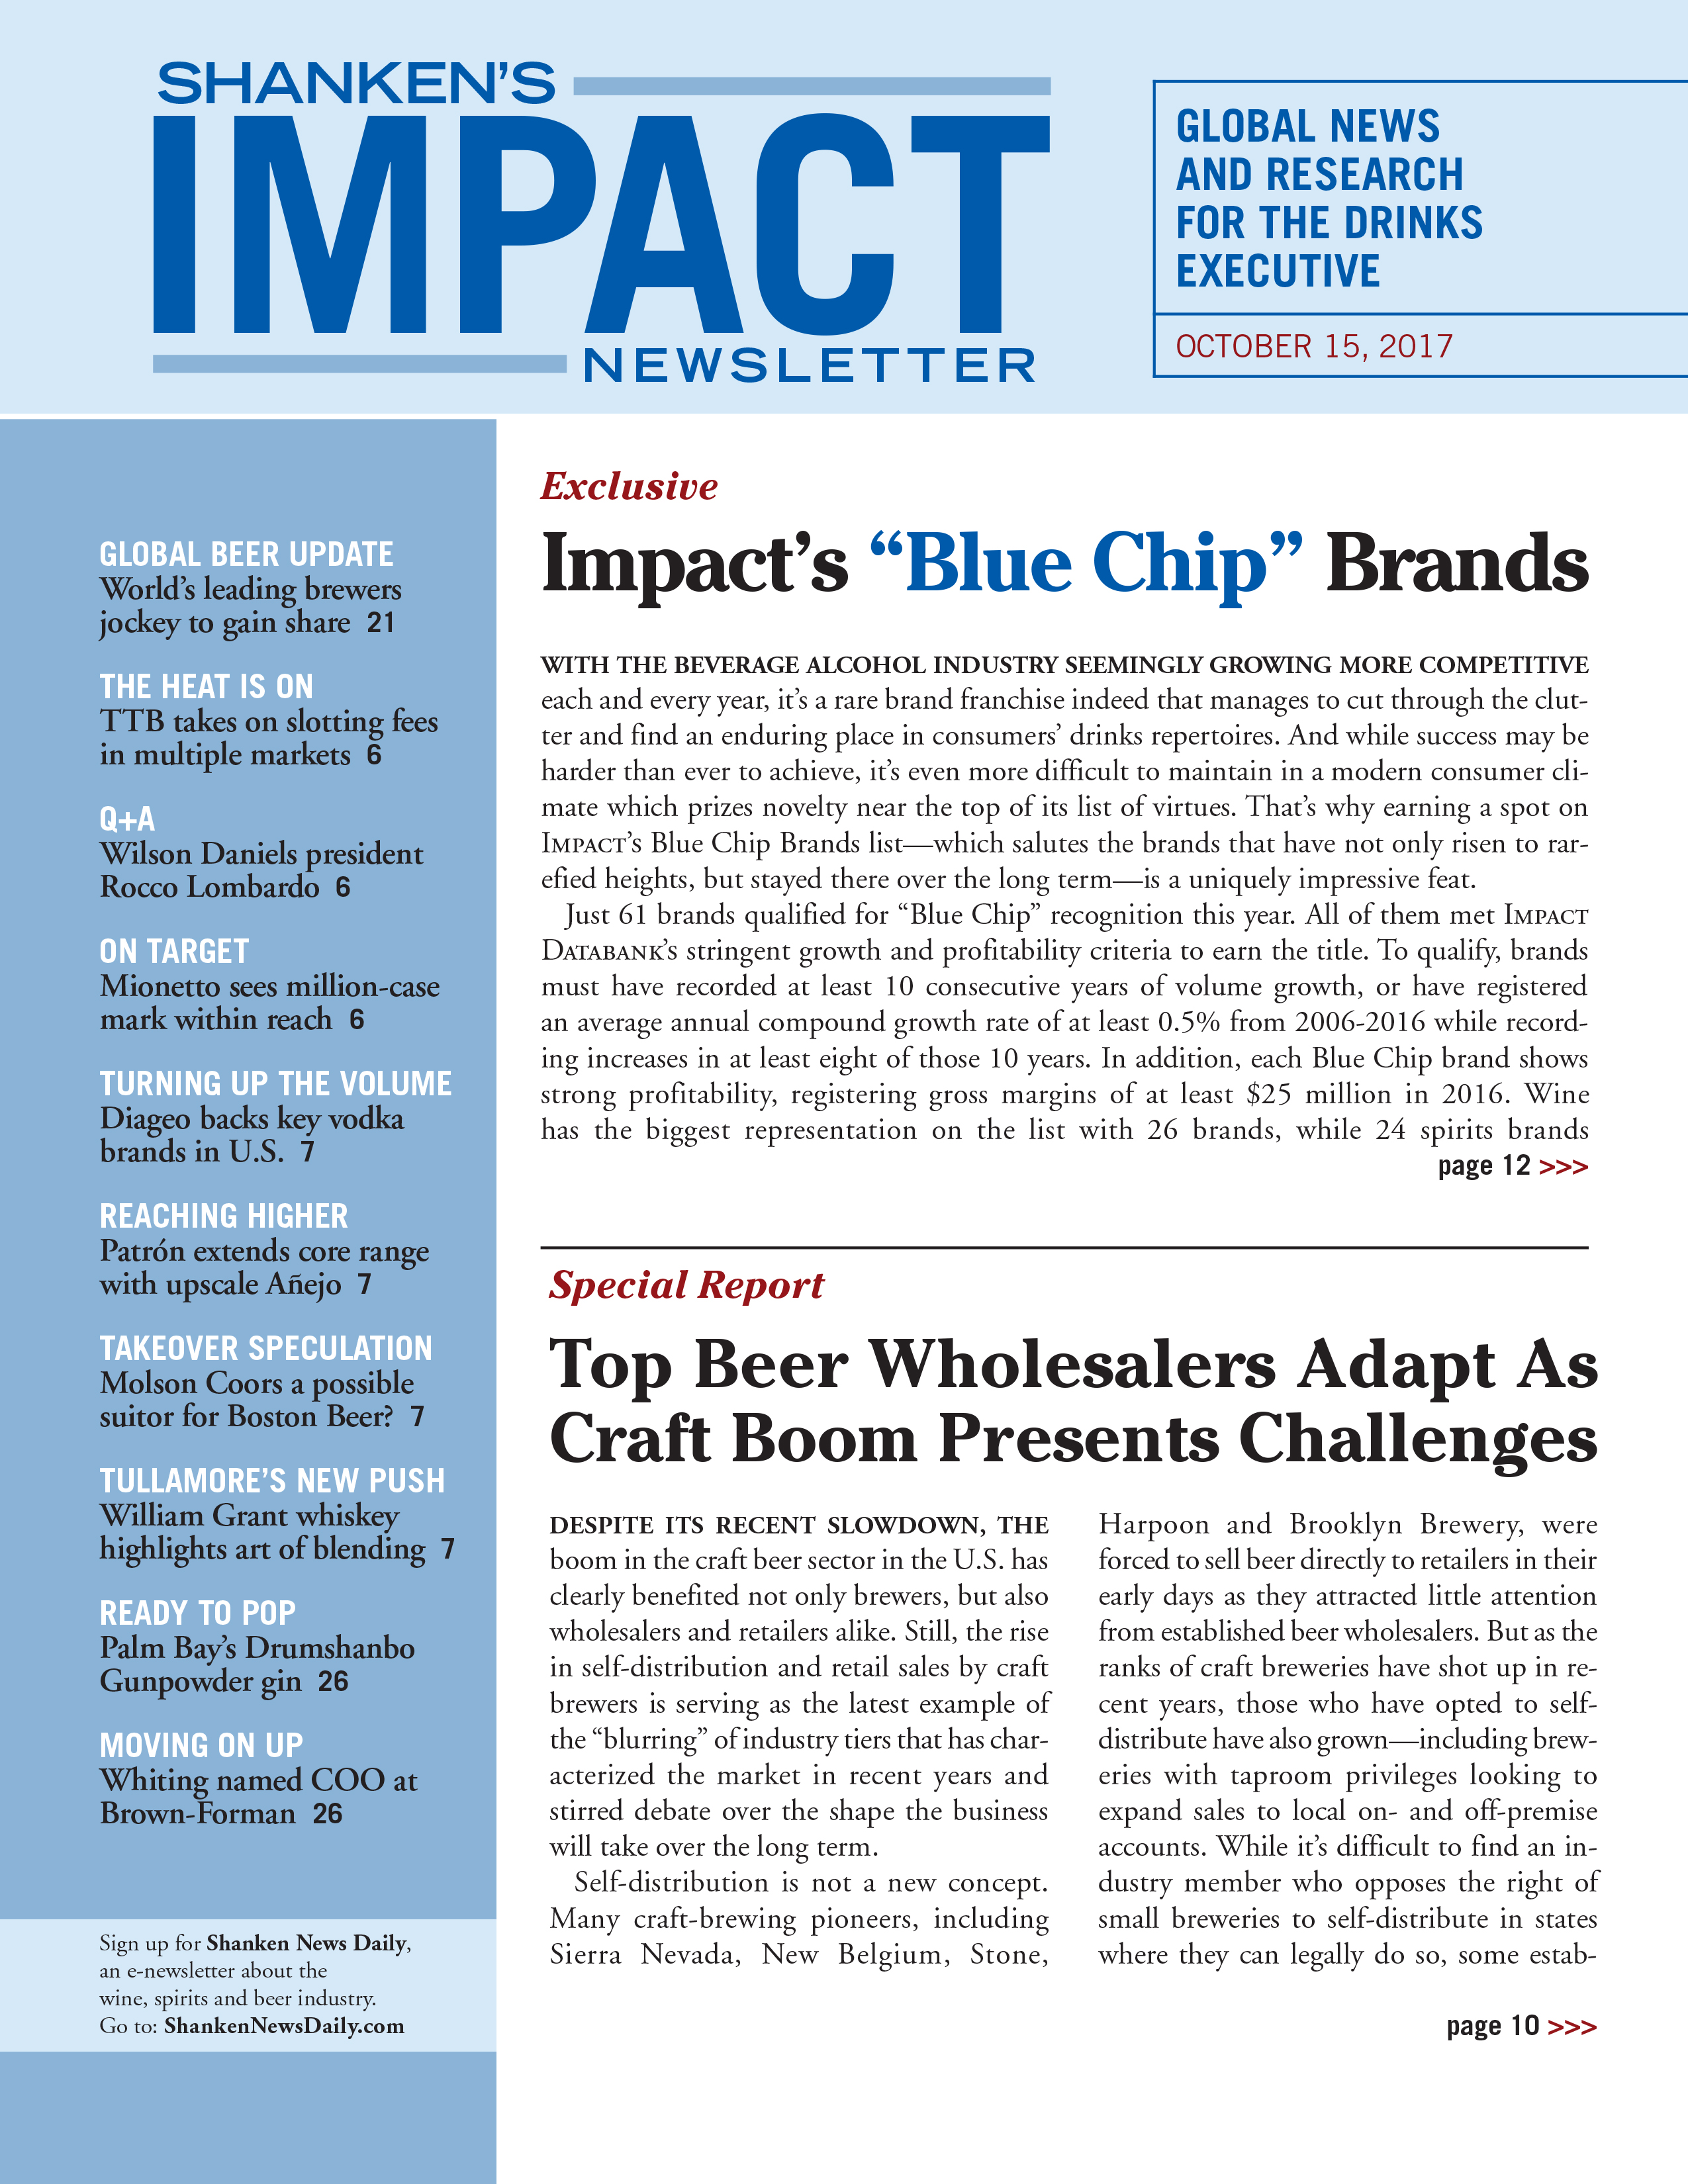 SHANKEN’S
IMPACT
NEWSLETTER
GLOBAL NEWS
AND RESEARCH
FOR THE DRINKS
EXECUTIVE
OCTOBER 15, 2017
GLOBAL BEER UPDATE
World’s leading brewers
jockey to gain share 21
THE HEAT IS ON
TTB takes on slotting fees
in multiple markets 6
Q+A
Wilson Daniels president
Rocco Lombardo 6
ON TARGET
Mionetto sees million-case
mark within reach 6
TURNING UP THE VOLUME
Diageo backs key vodka
brands in U.S. 7
REACHING HIGHER
Patrón extends core range
with upscale Añejo 7
TAKEOVER SPECULATION
Molson Coors a possible
suitor for Boston Beer? 7
TULLAMORE’S NEW PUSH
William Grant whiskey
highlights art of blending 7
READY TO POP
Palm Bay’s Drumshanbo
Gunpowder gin 26
MOVING ON UP
Whiting named COO at
Brown-Forman 26
Sign up for Shanken News Daily,
an e-newsletter about the
wine, spirits and beer industry.
Go to: ShankenNewsDaily.com
Exclusive
Impact’s “Blue Chip” Brands
WITH THE BEVERAGE ALCOHOL INDUSTRY SEEMINGLY GROWING MORE COMPETITIVE
each and every year, it’s a rare brand franchise indeed that manages to cut through the clut-
ter and find an enduring place in consumers’ drinks repertoires. And while success may be
harder than ever to achieve, it’s even more difficult to maintain in a modern consumer cli-
mate which prizes novelty near the top of its list of virtues. That’s why earning a spot on
IMPACT’s Blue Chip Brands list—which salutes the brands that have not only risen to rar-
efied heights, but stayed there over the long term—is a uniquely impressive feat.
Just 61 brands qualified for “Blue Chip” recognition this year. All of them met IMPACT
DATABANK’s stringent growth and profitability criteria to earn the title. To qualify, brands
must have recorded at least 10 consecutive years of volume growth, or have registered
an average annual compound growth rate of at least 0.5% from 2006-2016 while record-
ing increases in at least eight of those 10 years. In addition, each Blue Chip brand shows
strong profitability, registering gross margins of at least $25 million in 2016. Wine
has the biggest representation on the list with 26 brands, while 24 spirits brands
page 12 >>>
Special Report
Top Beer Wholesalers Adapt As
Craft Boom Presents Challenges
DESPITE ITS RECENT SLOWDOWN, THE
boom in the craft beer sector in the U.S. has
clearly benefited not only brewers, but also
wholesalers and retailers alike. Still, the rise
in self-distribution and retail sales by craft
brewers is serving as the latest example of
the “blurring” of industry tiers that has char-
acterized the market in recent years and
stirred debate over the shape the business
will take over the long term.
Self-distribution is not a new concept.
Many craft-brewing pioneers, including
Sierra Nevada, New Belgium, Stone,
Harpoon and Brooklyn Brewery, were
forced to sell beer directly to retailers in their
early days as they attracted little attention
from established beer wholesalers. But as the
ranks of craft breweries have shot up in re-
cent years, those who have opted to self-
distribute have also grown—including brew-
eries with taproom privileges looking to
expand sales to local on- and off-premise
accounts. While it’s difficult to find an in-
dustry member who opposes the right of
small breweries to self-distribute in states
where they can legally do so, some estab-
page 10 >>>